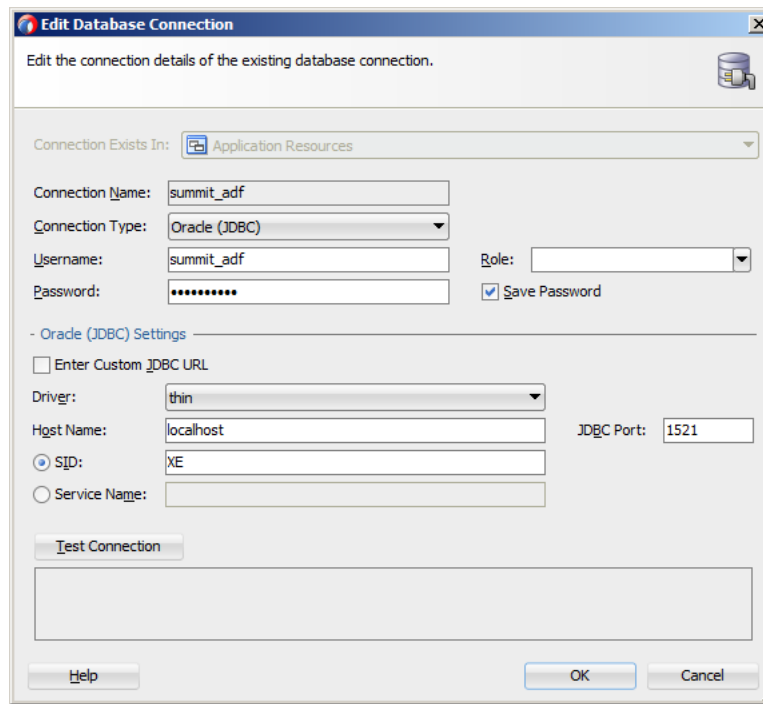 Edit Database Connection
Edit the connection details of the existing database connection.
Connection Exists In: Application Resources
Connection Name: summit_adf
Connection Type: Oracle (JDBC)
Username: summit_adf Role:
Password: •••••••••• Save Password
- Oracle (JDBC) Settings
Enter Custom JDBC URL
Driver: thin
Host Name: localhost JDBC Port: 1521
SID: XE
Service Name:
Test Connection
Help OK Cancel